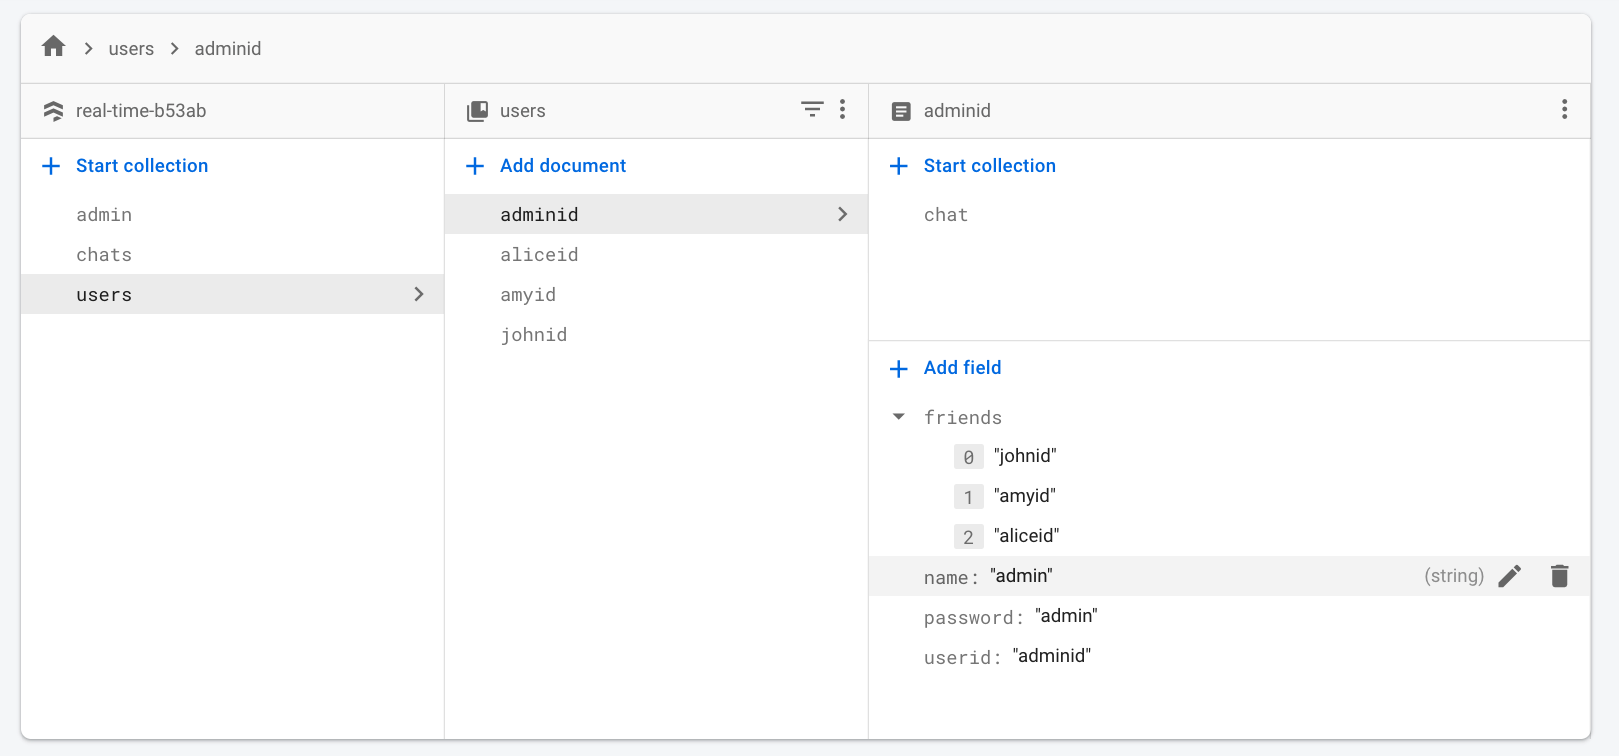 users adminid
real-time-b53ab
Start collection
admin
chats
users
users
Add document
adminid
aliceid
amyid
johnid
adminid
Start collection
chat
Add field
friends
0 "johnid"
1 "amyid"
2 "aliceid"
name: "admin" (string)
password: "admin"
userid: "adminid"